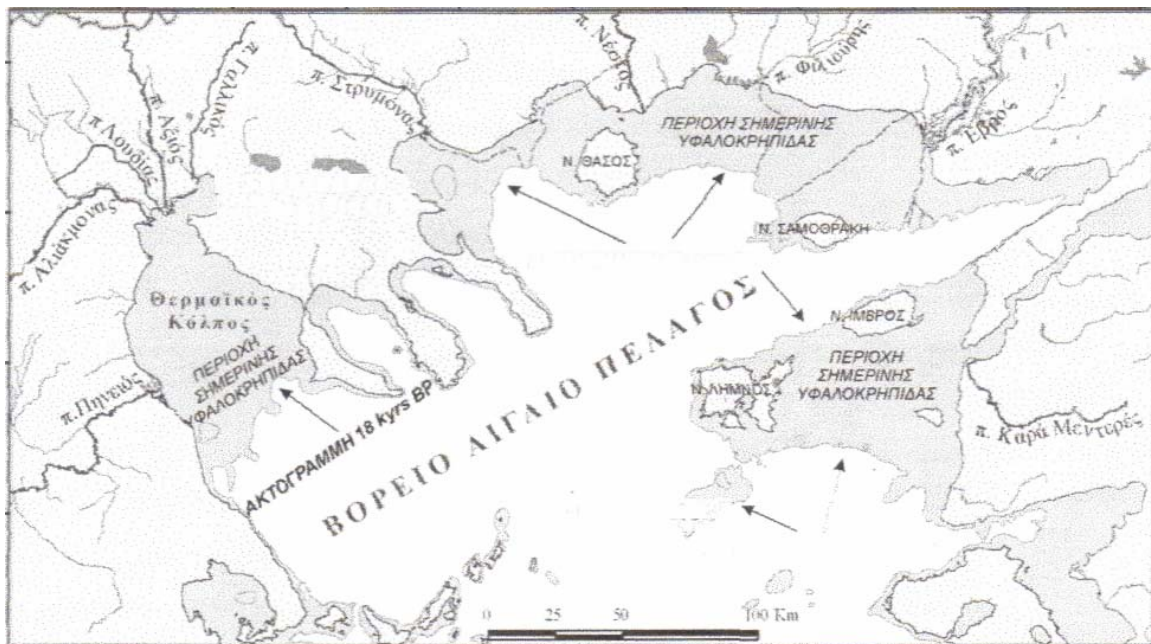 π. Γαλλικός
π. Αξιός
π Λουδίας
π. Αλιάκμονας
π. Στρυμόνας
π. Νέστος
π. Φιλιούρης
π. Έβρος
ΠΕΡΙΟΧΗ ΣΗΜΕΡΙΝΗΣ
ΥΦΑΛΟΚΡΗΠΙΔΑΣ
Ν. ΘΑΣΟΣ
Ν. ΣΑΜΟΘΡΑΚΗ
Θερμαϊκός
Κόλπος
ΠΕΡΙΟΧΗ
ΣΗΜΕΡΙΝΗΣ
ΥΦΑΛΟΚΡΗΠΙΔΑΣ
π.Πηνειός
ΑΚΤΟΓΡΑΜΜΗ 18 kyrs BP
ΒΟΡΕΙΟ ΑΙΓΑΙΟ ΠΕΛΑΓΟΣ
Ν. ΙΜΒΡΟΣ
Ν. ΛΗΜΝΟΣ
ΠΕΡΙΟΧΗ
ΣΗΜΕΡΙΝΗΣ
ΥΦΑΛΟΚΡΗΠΙΔΑΣ
π. Καρά Μεντερές
0 25 50 100 Km